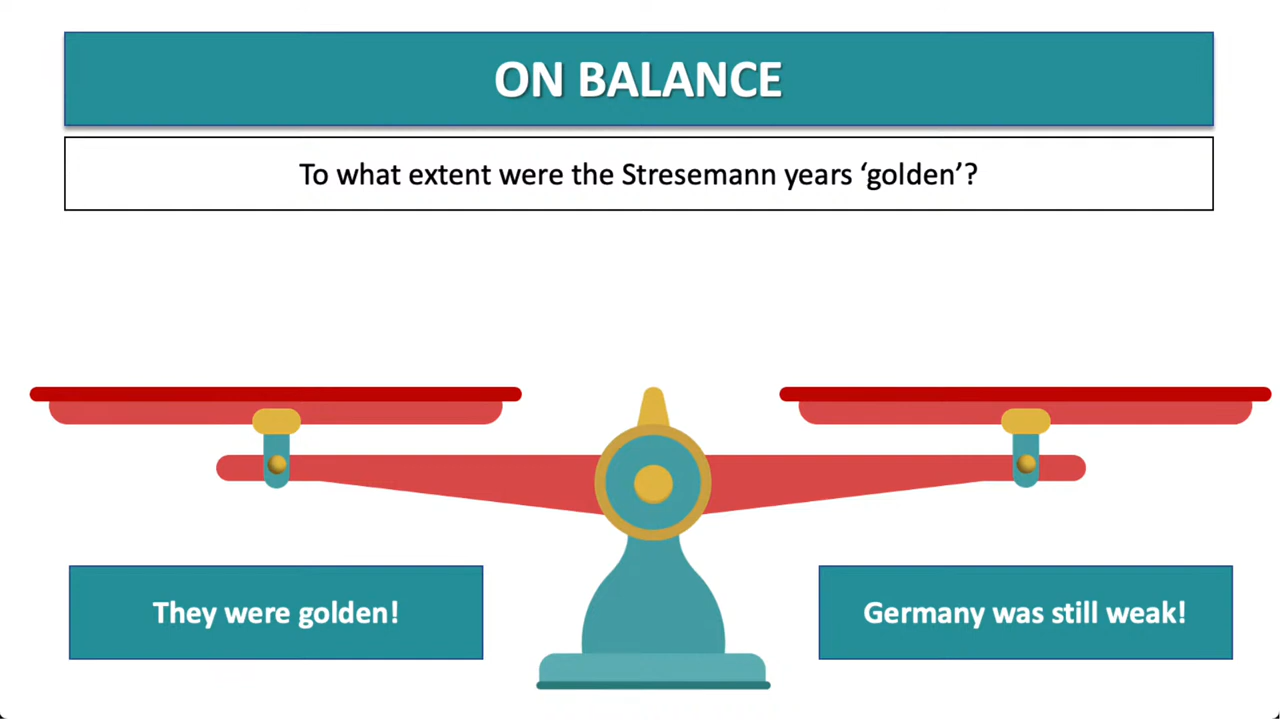 ON BALANCE
To what extent were the Stresemann years ‘golden’?
They were golden!
Germany was still weak!